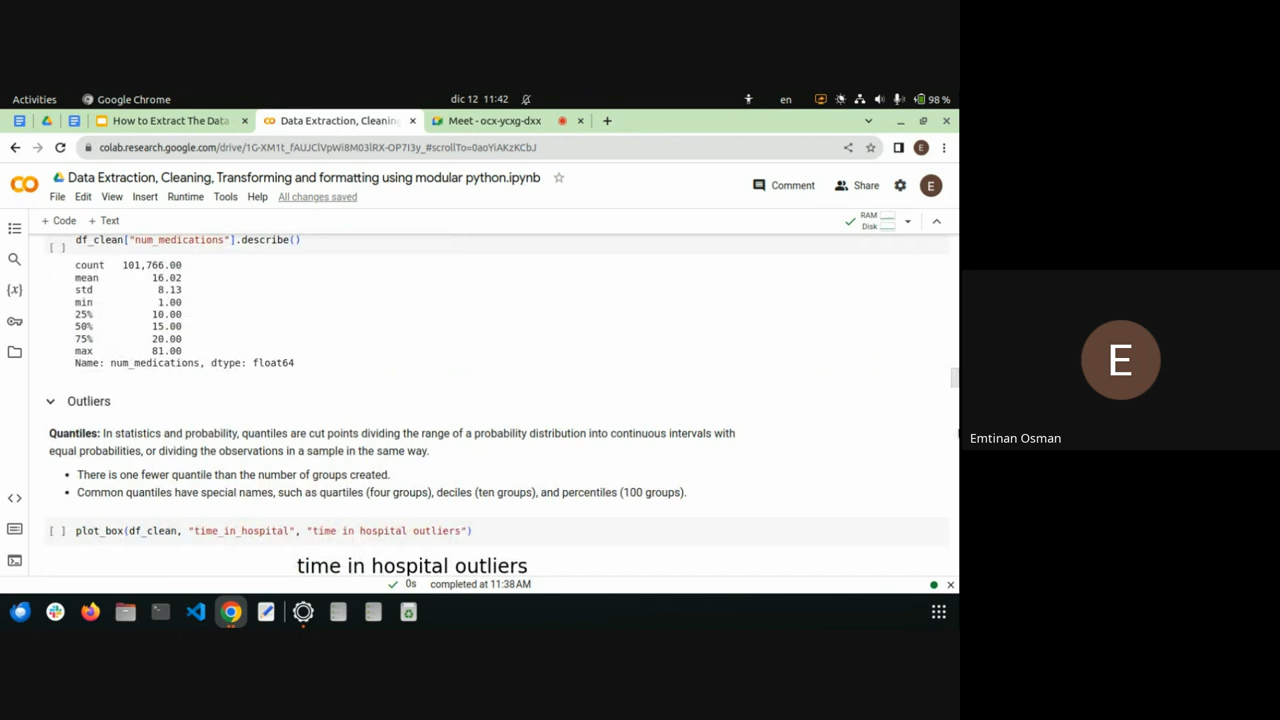 Activities Google Chrome dic 12 11:42 en 98 %
How to Extract The Data Data Extraction, Cleaning Meet - ocx-ycxg-dxx
colab.research.google.com/drive/1G-XM1t_fAUJClVpWi8M03lRX-OP7I3y_#scrollTo=0aoYiAKzKCbJ E
Data Extraction, Cleaning, Transforming and formatting using modular python.ipynb Comment Share E
File Edit View Insert Runtime Tools Help All changes saved
+ Code + Text RAM
Disk
[ ] df_clean["num_medications"].describe()
count 101,766.00
mean 16.02
std 8.13
min 1.00
25% 10.00
50% 15.00
75% 20.00
max 81.00
Name: num_medications, dtype: float64
Outliers
Quantiles: In statistics and probability, quantiles are cut points dividing the range of a probability distribution into continuous intervals with
equal probabilities, or dividing the observations in a sample in the same way.
• There is one fewer quantile than the number of groups created.
• Common quantiles have special names, such as quartiles (four groups), deciles (ten groups), and percentiles (100 groups).
[ ] plot_box(df_clean, "time_in_hospital", "time in hospital outliers")
time in hospital outliers
0s completed at 11:38 AM
E
Emtinan Osman